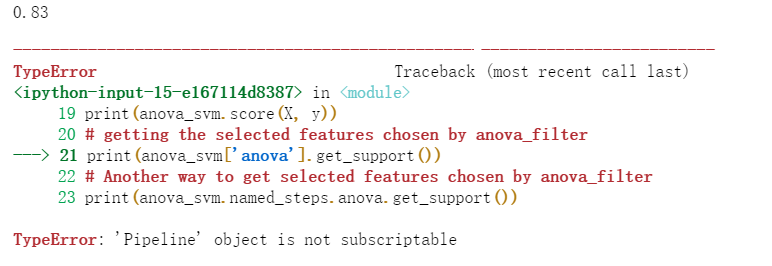 0.83
TypeError Traceback (most recent call last)
<ipython-input-15-e167114d8387> in <module>
19 print(anova_svm.score(X, y))
20 # getting the selected features chosen by anova_filter
---> 21 print(anova_svm['anova'].get_support())
22 # Another way to get selected features chosen by anova_filter
23 print(anova_svm.named_steps.anova.get_support())
TypeError: 'Pipeline' object is not subscriptable